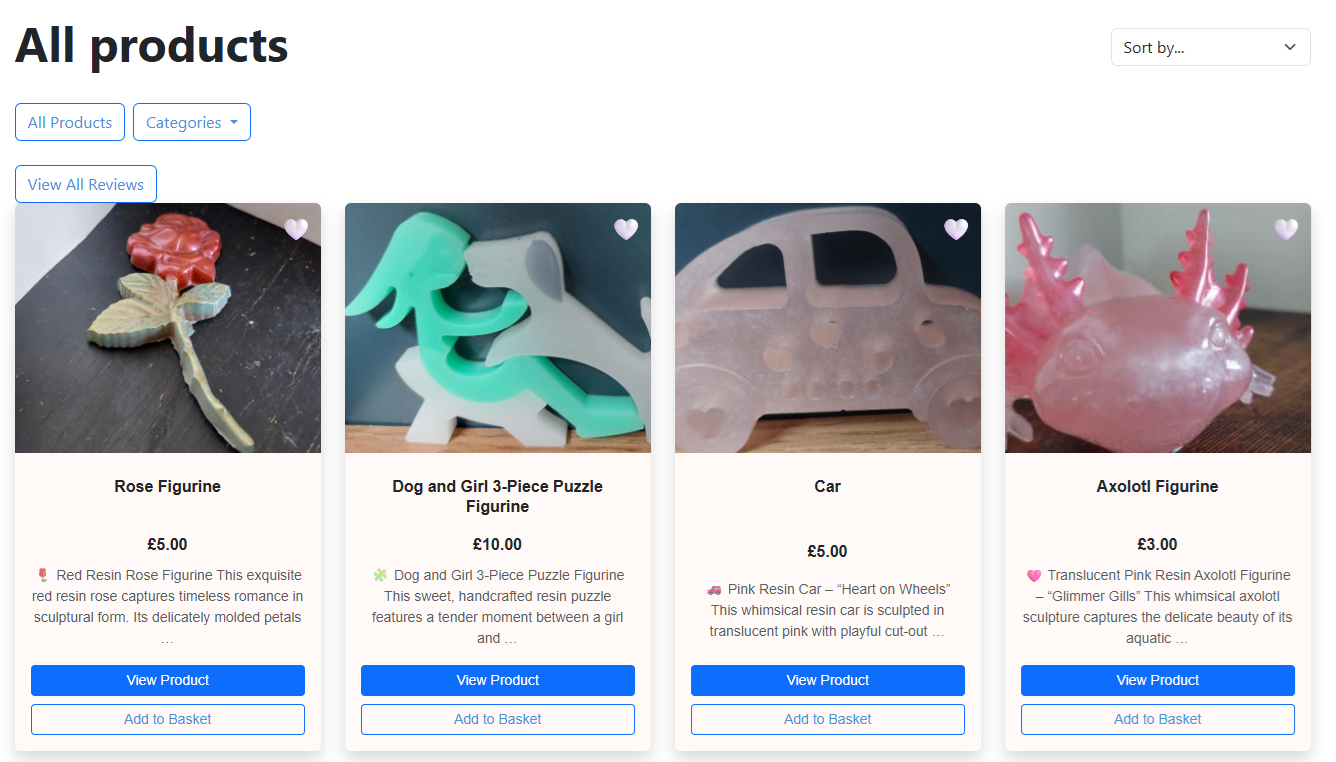 All products
Sort by...
All Products
Categories
View All Reviews
Rose Figurine
£5.00
🌹 Red Resin Rose Figurine This exquisite
red resin rose captures timeless romance in
sculptural form. Its delicately molded petals
…
View Product
Add to Basket
Dog and Girl 3-Piece Puzzle
Figurine
£10.00
🧩 Dog and Girl 3-Piece Puzzle Figurine
This sweet, handcrafted resin puzzle
features a tender moment between a girl
and …
View Product
Add to Basket
Car
£5.00
🚗 Pink Resin Car – “Heart on Wheels”
This whimsical resin car is sculpted in
translucent pink with playful cut-out …
View Product
Add to Basket
Axolotl Figurine
£3.00
💗 Translucent Pink Resin Axolotl Figurine
– “Glimmer Gills” This whimsical axolotl
sculpture captures the delicate beauty of its
aquatic …
View Product
Add to Basket